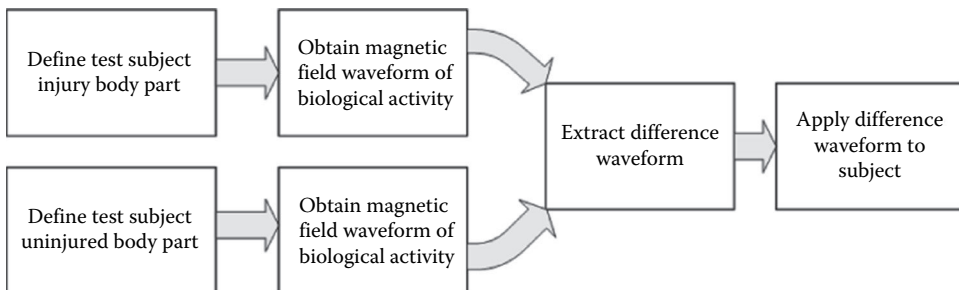 Define test subject
injury body part
Obtain magnetic
field waveform of
biological activity
Define test subject
uninjured body part
Obtain magnetic
field waveform of
biological activity
Extract difference
waveform
Apply difference
waveform to
subject